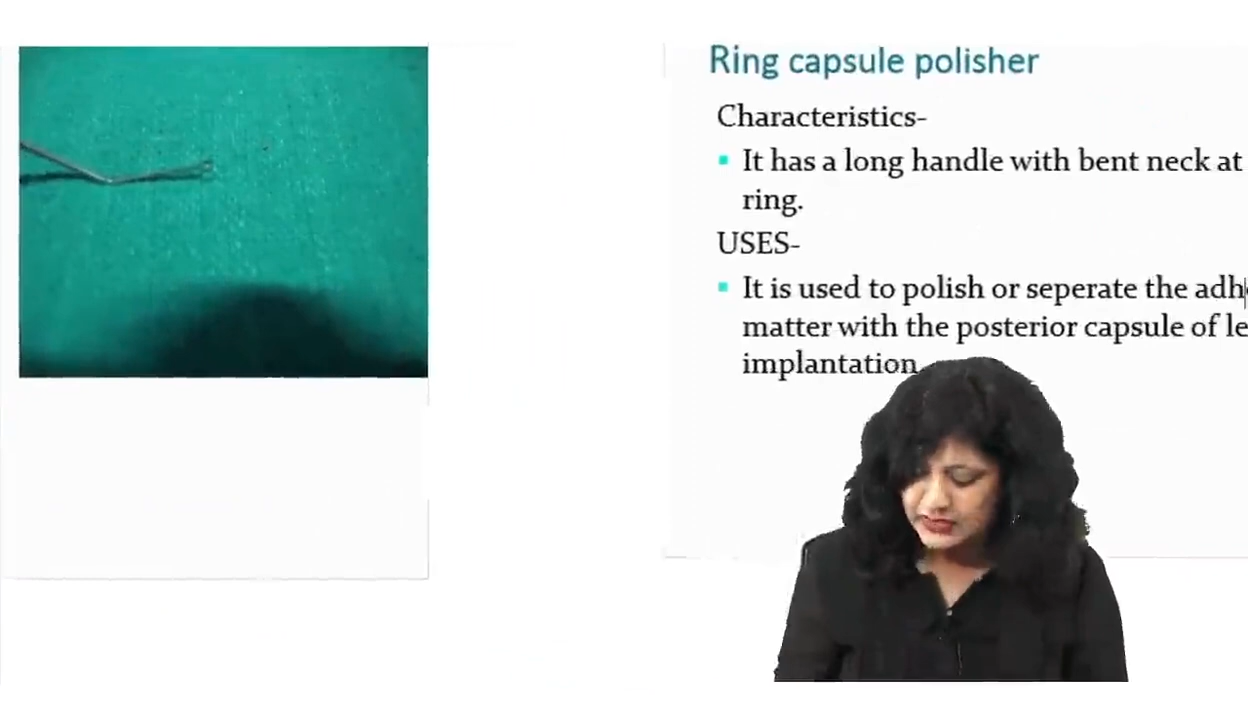 Ring capsule polisher
Characteristics-
▪ It has a long handle with bent neck at
ring.
USES-
▪ It is used to polish or seperate the
matter with the posterior capsule of
implantation